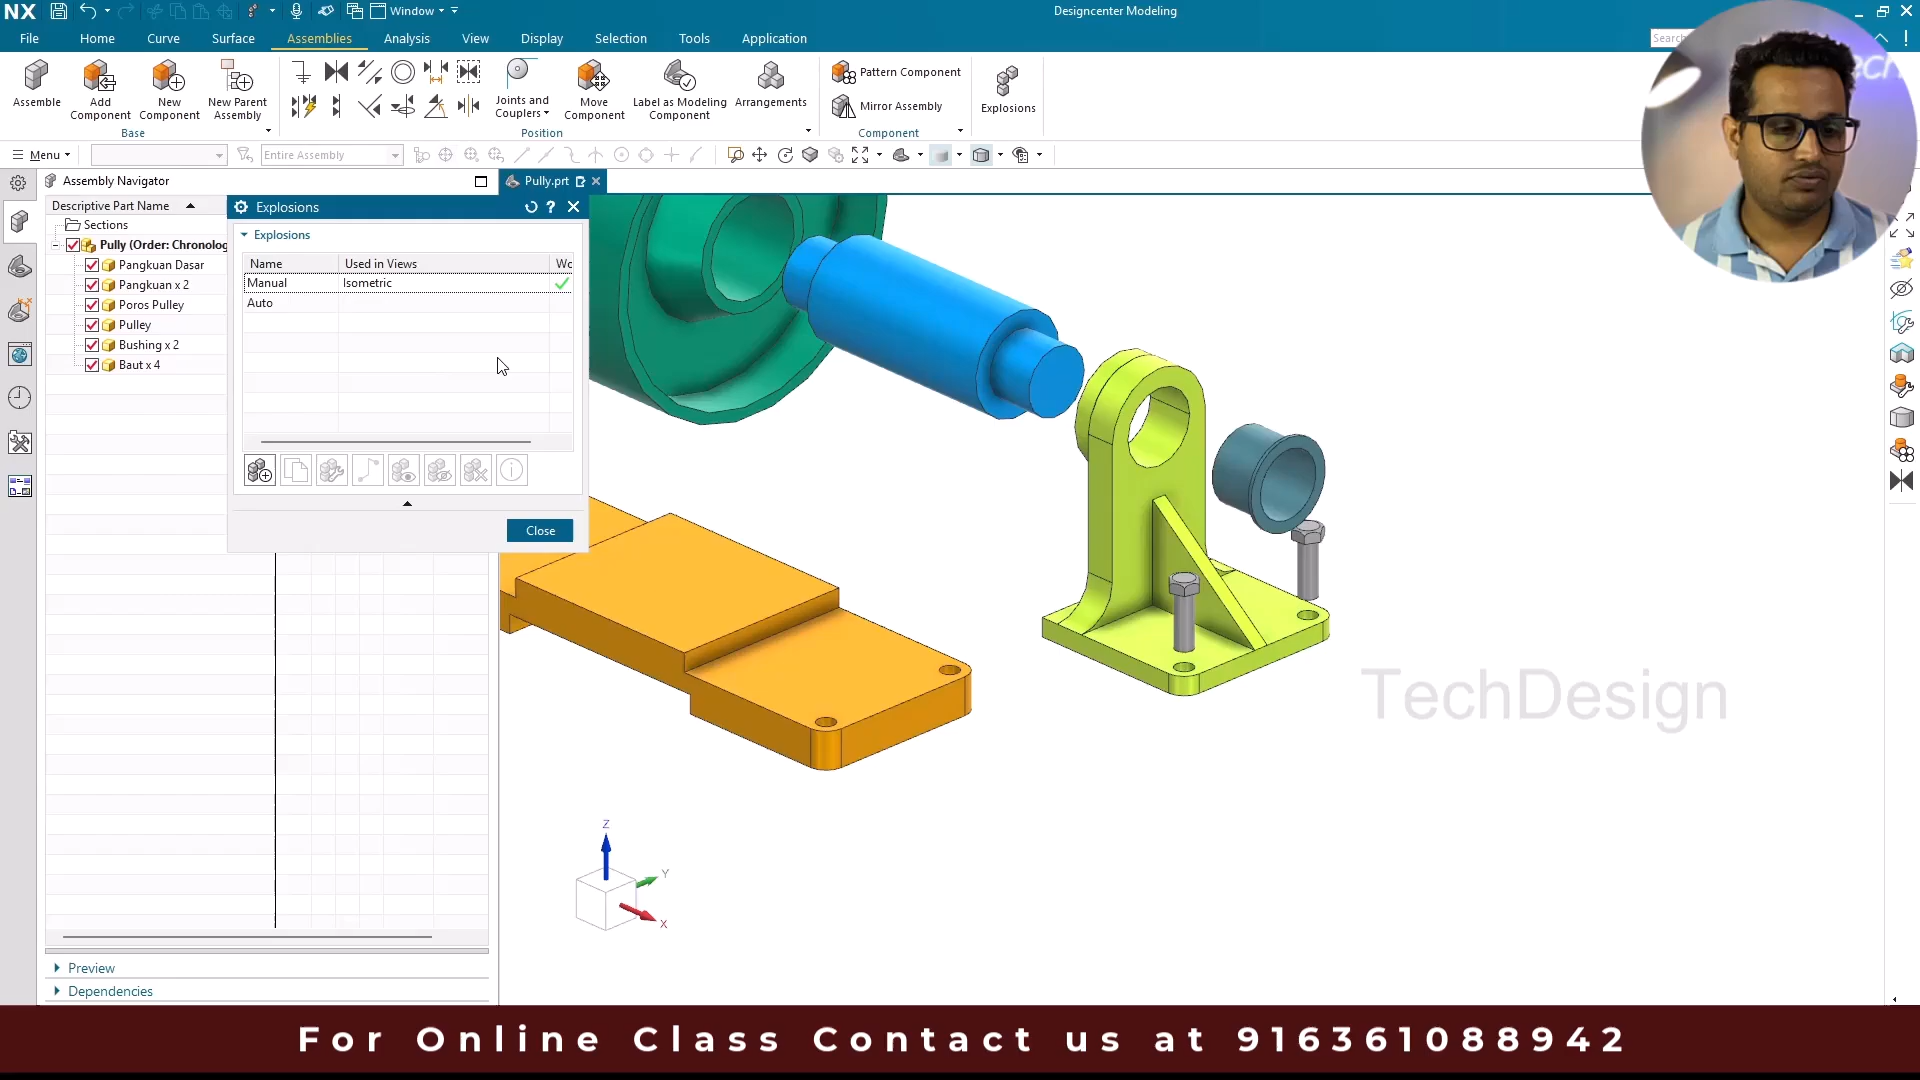 NX Window Designcenter Modeling
File Home Curve Surface Assemblies Analysis View Display Selection Tools Application Search
Assemble Add Component New Component New Parent Assembly
Joints and Couplers Move Component Label as Modeling Component Arrangements
Pattern Component
Mirror Assembly
Explosions
Base Position Component
Menu Entire Assembly
Assembly Navigator
Pully.prt
Descriptive Part Name
Sections
Pully (Order: Chronolog
Pangkuan Dasar
Pangkuan x 2
Poros Pulley
Pulley
Bushing x 2
Baut x 4
Explosions
Explosions
Name Used in Views Wo
Manual Isometric
Auto
Close
TechDesign
Z
Y
X
Preview
Dependencies
For Online Class Contact us at 916361088942